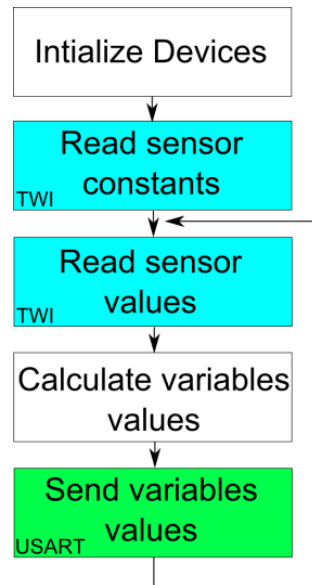 Intialize Devices
Read sensor
constants
TWI
Read sensor
values
TWI
Calculate variables
values
Send variables
values
USART